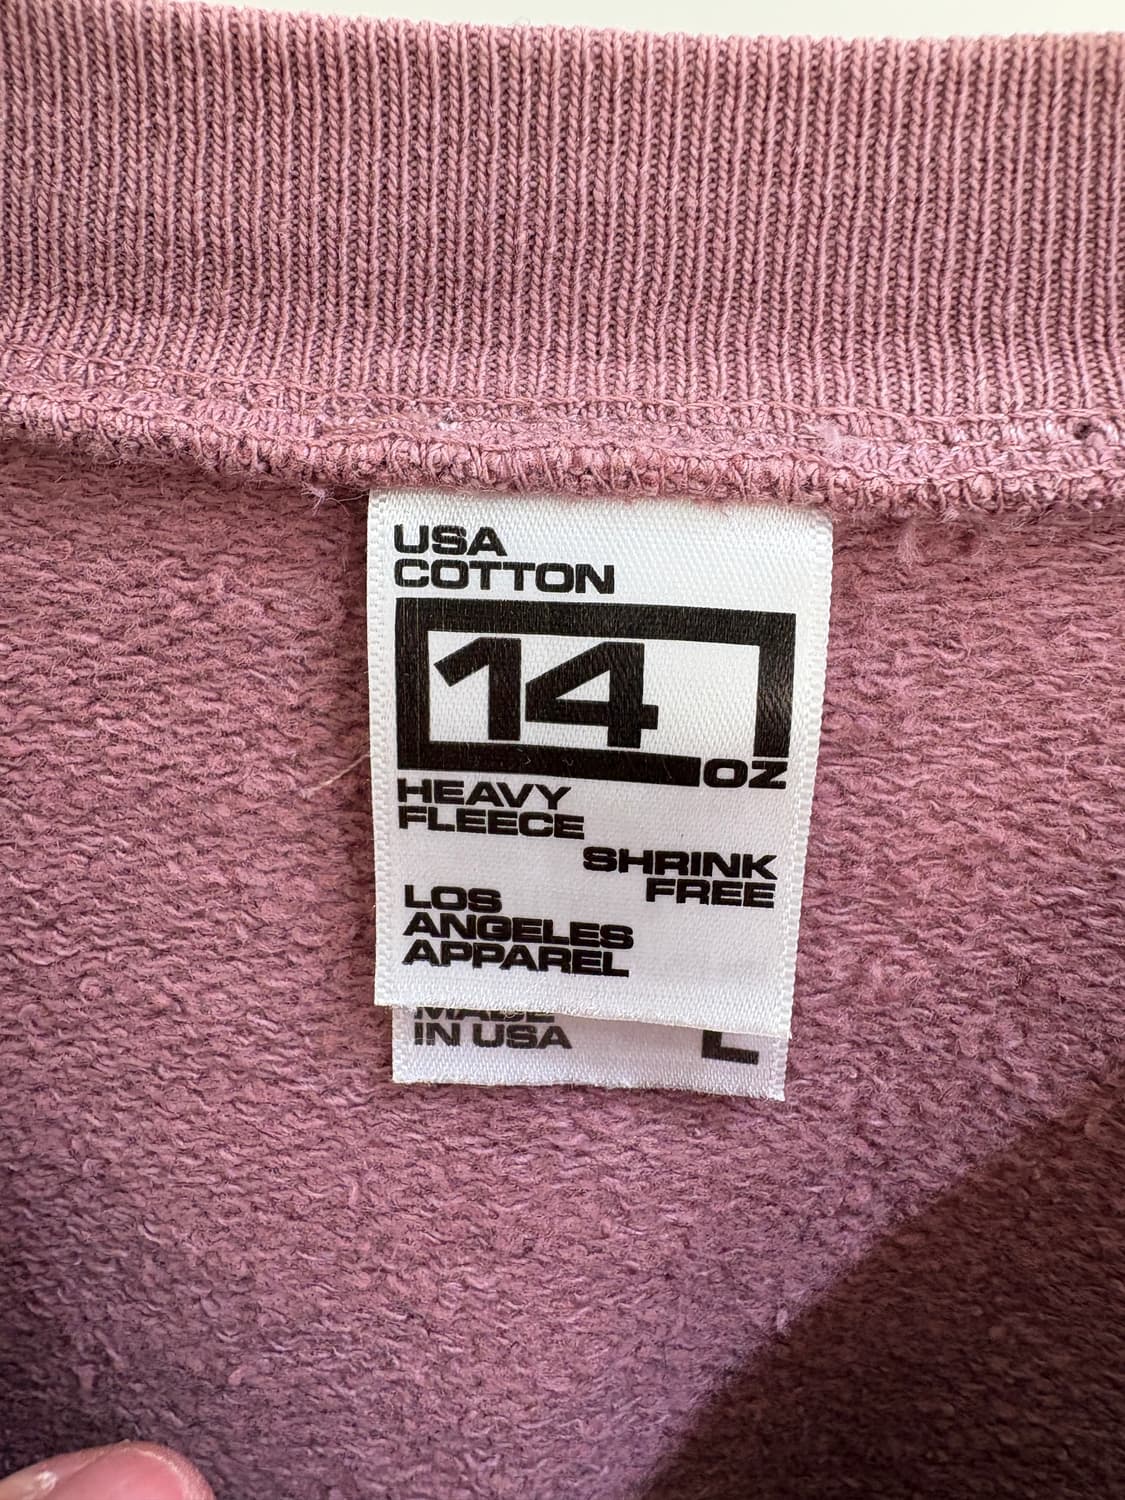 USA
COTTON
14
OZ
HEAVY
FLEECE
SHRINK
FREE
LOS
ANGELES
APPAREL
MADE
IN USA
L